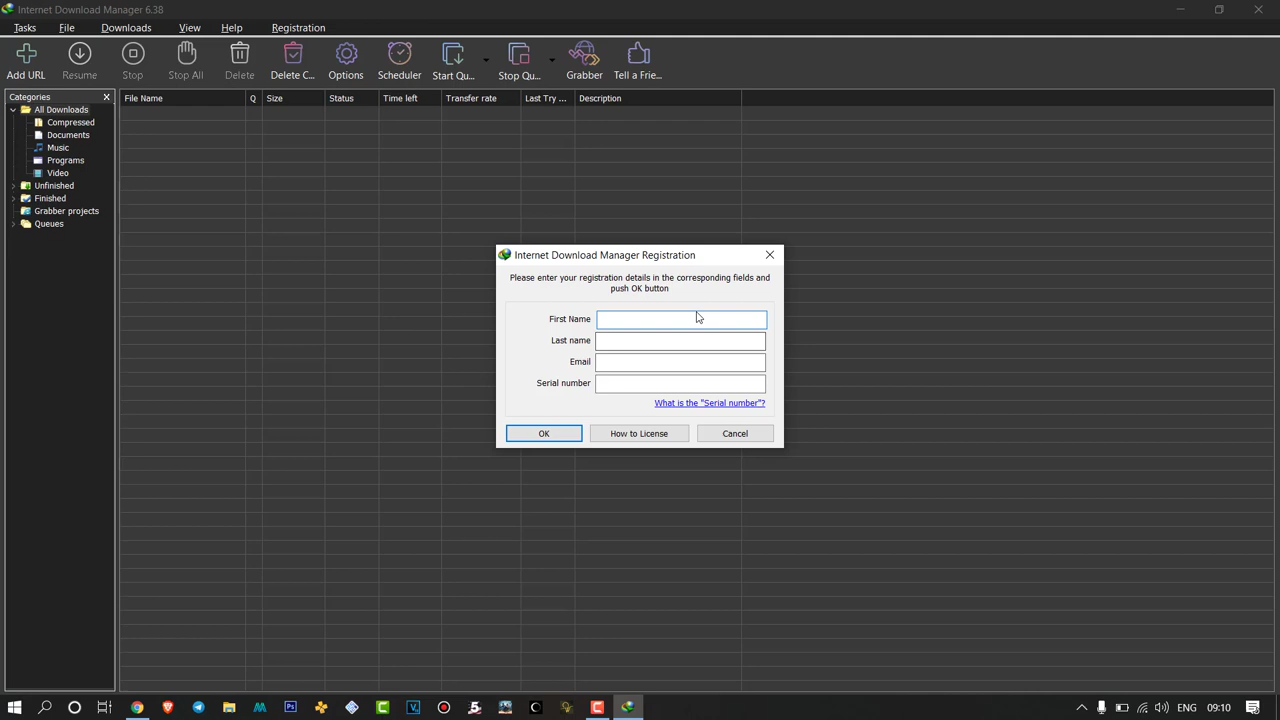 Internet Download Manager 6.38
Tasks File Downloads View Help Registration
Add URL Resume Stop Stop All Delete Delete C... Options Scheduler Start Qu... Stop Qu... Grabber Tell a Frie...
Categories
File Name Q Size Status Time left Transfer rate Last Try ... Description
All Downloads
Compressed
Documents
Music
Programs
Video
Unfinished
Finished
Grabber projects
Queues
Internet Download Manager Registration
Please enter your registration details in the corresponding fields and
push OK button
First Name
Last name
Email
Serial number
What is the "Serial number"?
OK How to License Cancel
ENG 09:10